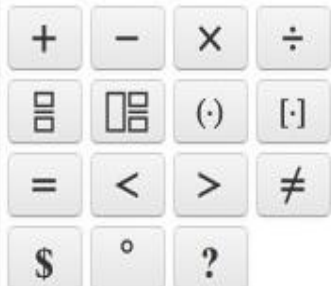 + − × ÷
(·) [·]
= < > ≠
$ ° ?